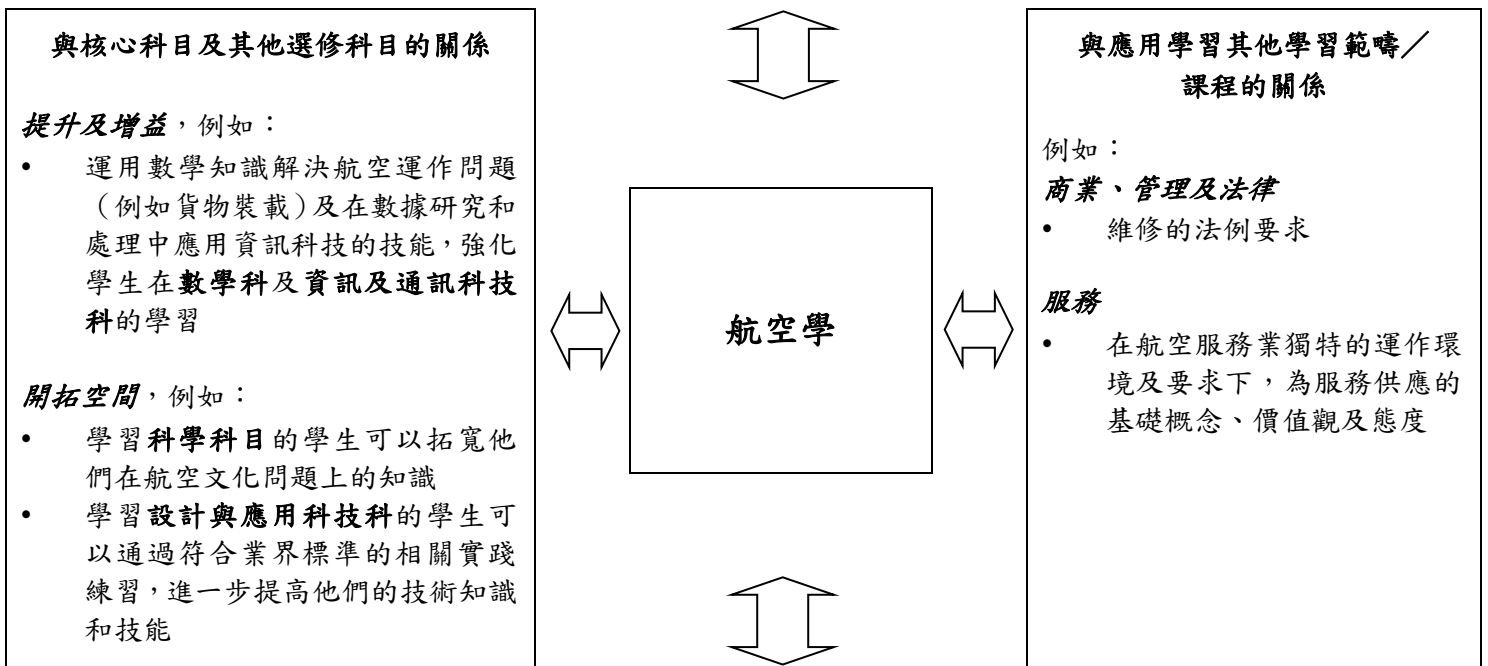 與核心科目及其他選修科目的關係
提升及增益，例如：
• 運用數學知識解決航空運作問題
（例如貨物裝載）及在數據研究和
處理中應用資訊科技的技能，強化
學生在數學科及資訊及通訊科技
科的學習
開拓空間，例如：
• 學習科學科目的學生可以拓寬他
們在航空文化問題上的知識
• 學習設計與應用科技科的學生可
以通過符合業界標準的相關實踐
練習，進一步提高他們的技術知識
和技能
航空學
與應用學習其他學習範疇／
課程的關係
例如：
商業、管理及法律
• 維修的法例要求
服務
• 在航空服務業獨特的運作環
境及要求下，為服務供應的
基礎概念、價值觀及態度